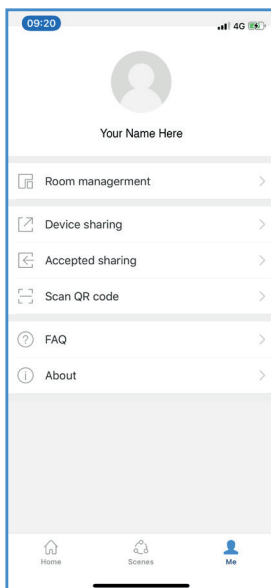 09:20
4G
Your Name Here
Room managerment
Device sharing
Accepted sharing
Scan QR code
FAQ
About
Home Scenes Me